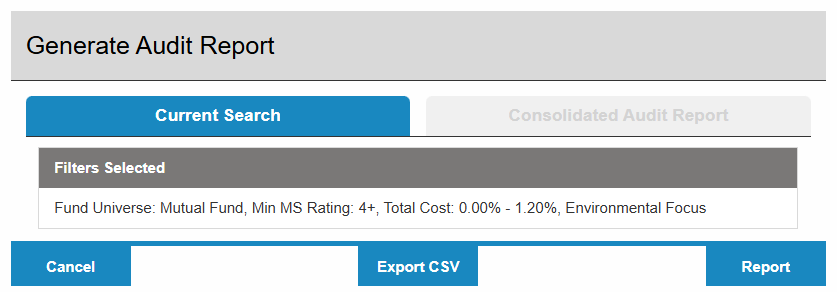 Generate Audit Report
Current Search
Consolidated Audit Report
Filters Selected
Fund Universe: Mutual Fund, Min MS Rating: 4+, Total Cost: 0.00% - 1.20%, Environmental Focus
Cancel
Export CSV
Report